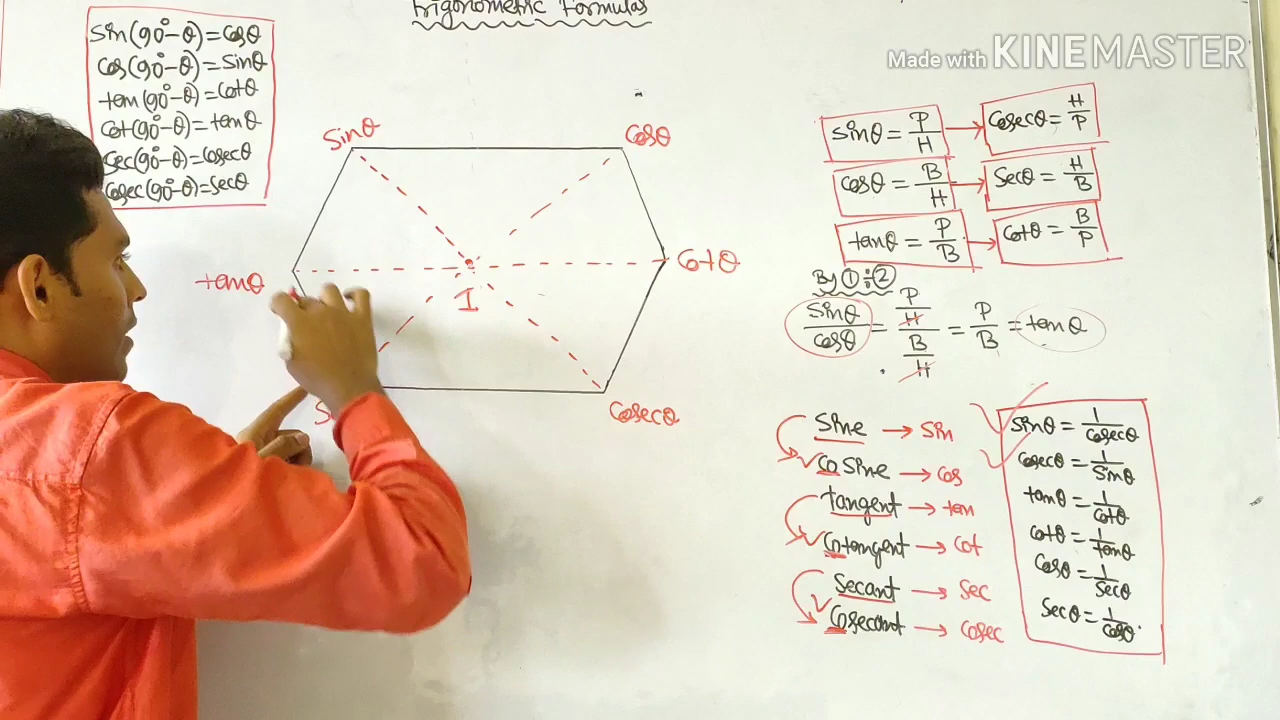 Trigonometric Formulas
Made with KINEMASTER
sin(90°-θ)=cosθ
cos(90°-θ)=sinθ
tan(90°-θ)=cotθ
cot(90°-θ)=tanθ
sec(90°-θ)=cosecθ
cosec(90°-θ)=secθ
sinθ
cosθ
tanθ
cotθ
1
cosecθ
sinθ = P/H → cosecθ = H/P
cosθ = B/H → secθ = H/B
tanθ = P/B → cotθ = B/P
By ① ÷ ②
sinθ/cosθ = (P/H)/(B/H) = P/B = tanθ
sine → sin
cosine → cos
tangent → tan
cotangent → cot
secant → sec
cosecant → cosec
sinθ = 1/cosecθ
cosecθ = 1/sinθ
tanθ = 1/cotθ
cotθ = 1/tanθ
cosθ = 1/secθ
secθ = 1/cosθ